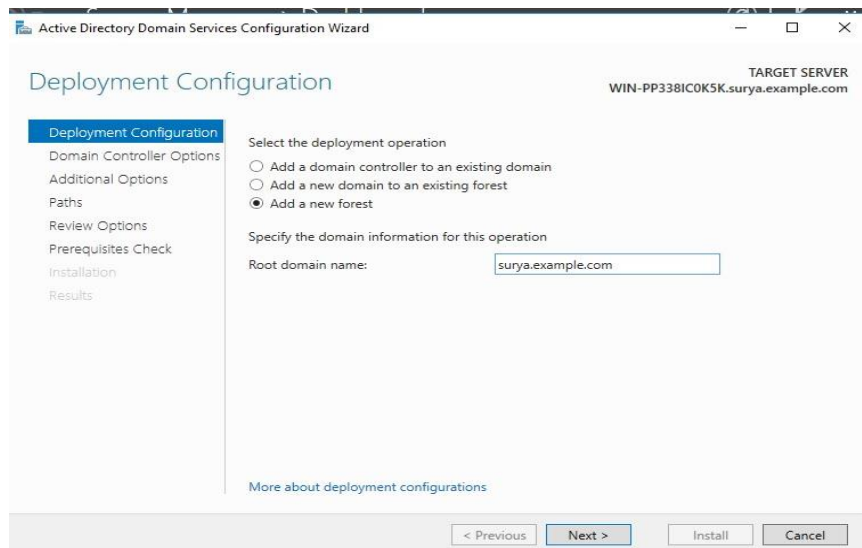 Active Directory Domain Services Configuration Wizard
Deployment Configuration
TARGET SERVER
WIN-PP338IC0K5K.surya.example.com
Deployment Configuration
Domain Controller Options
Additional Options
Paths
Review Options
Prerequisites Check
Installation
Results
Select the deployment operation
Add a domain controller to an existing domain
Add a new domain to an existing forest
Add a new forest
Specify the domain information for this operation
Root domain name:
surya.example.com
More about deployment configurations
< Previous
Next >
Install
Cancel